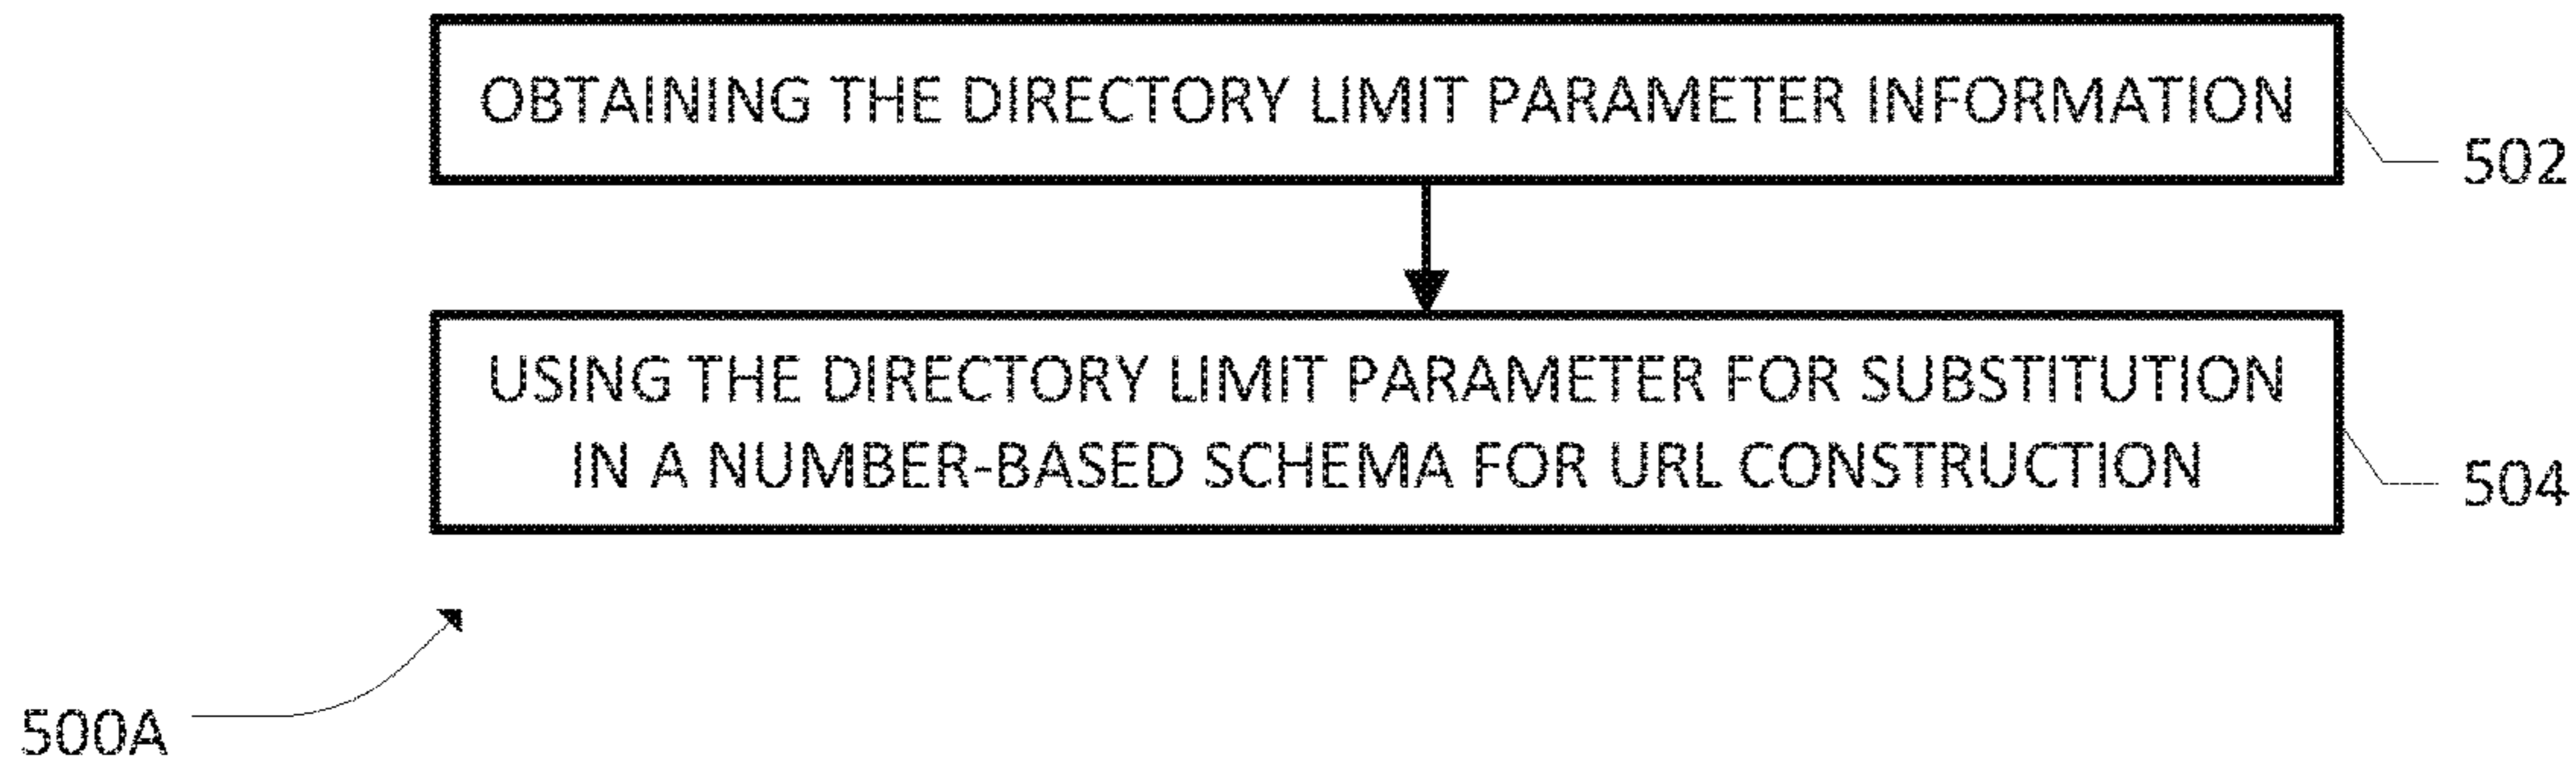 OBTAINING THE DIRECTORY LIMIT PARAMETER INFORMATION
502
USING THE DIRECTORY LIMIT PARAMETER FOR SUBSTITUTION
IN A NUMBER-BASED SCHEMA FOR URL CONSTRUCTION
504
500A